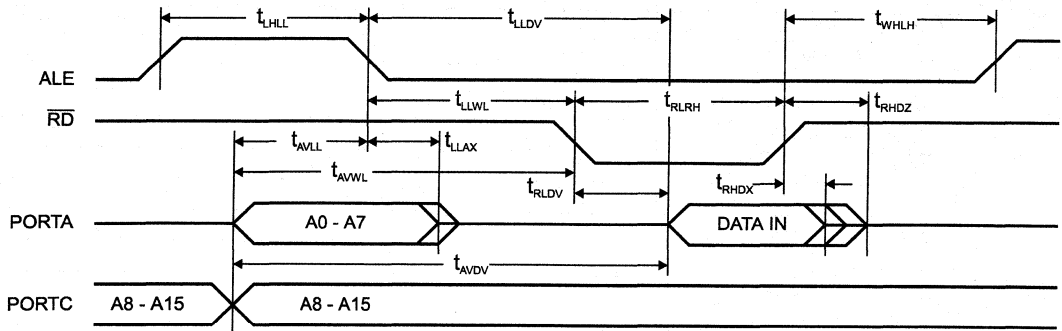 tLHLL tLLDV tWHLH
ALE
tLLWL tRLRH tRHDZ
RD
tAVLL tLLAX
tAVWL tRLDV tRHDX
PORTA A0 - A7 DATA IN
tAVDV
PORTC A8 - A15 A8 - A15